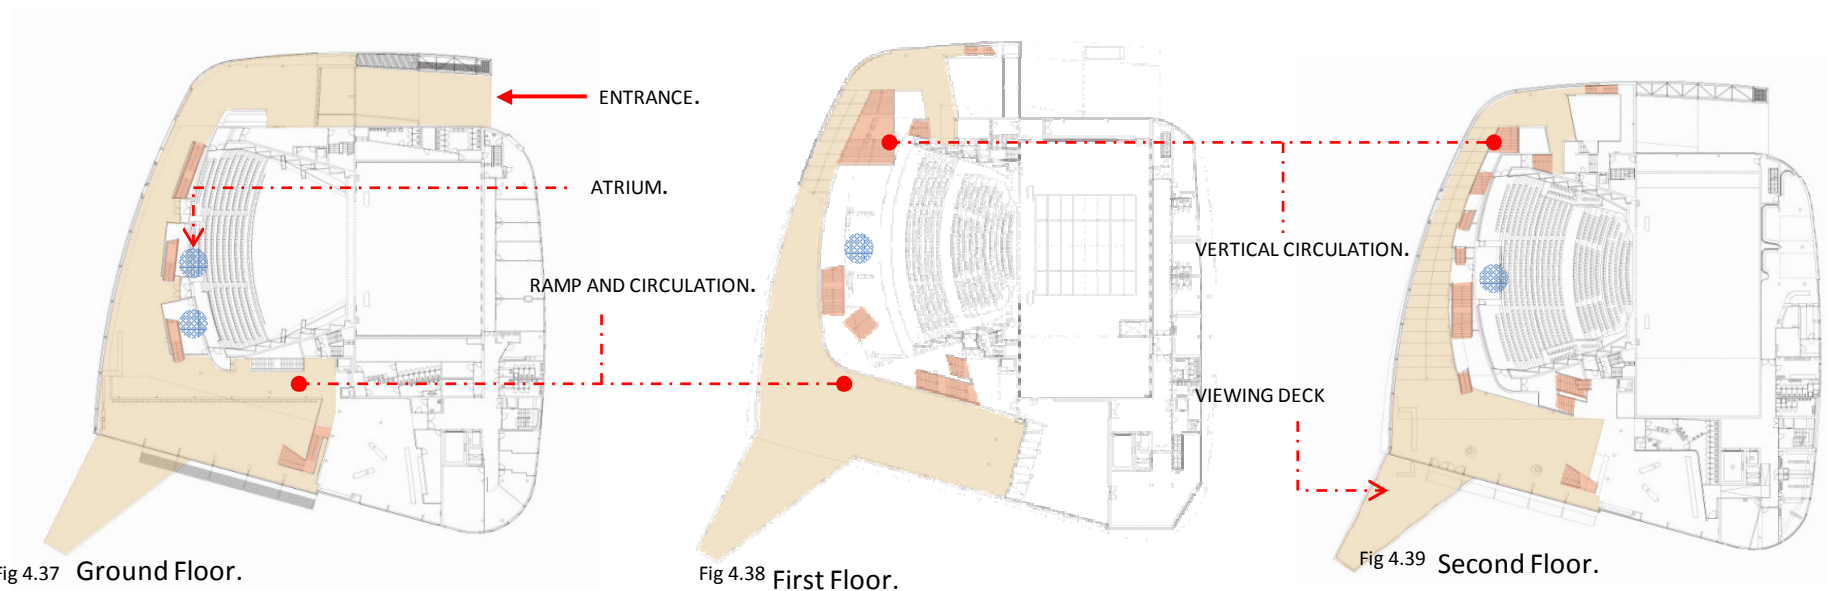 ENTRANCE.
ATRIUM.
RAMP AND CIRCULATION.
VERTICAL CIRCULATION.
VIEWING DECK
Fig 4.37 Ground Floor.
Fig 4.38 First Floor.
Fig 4.39 Second Floor.